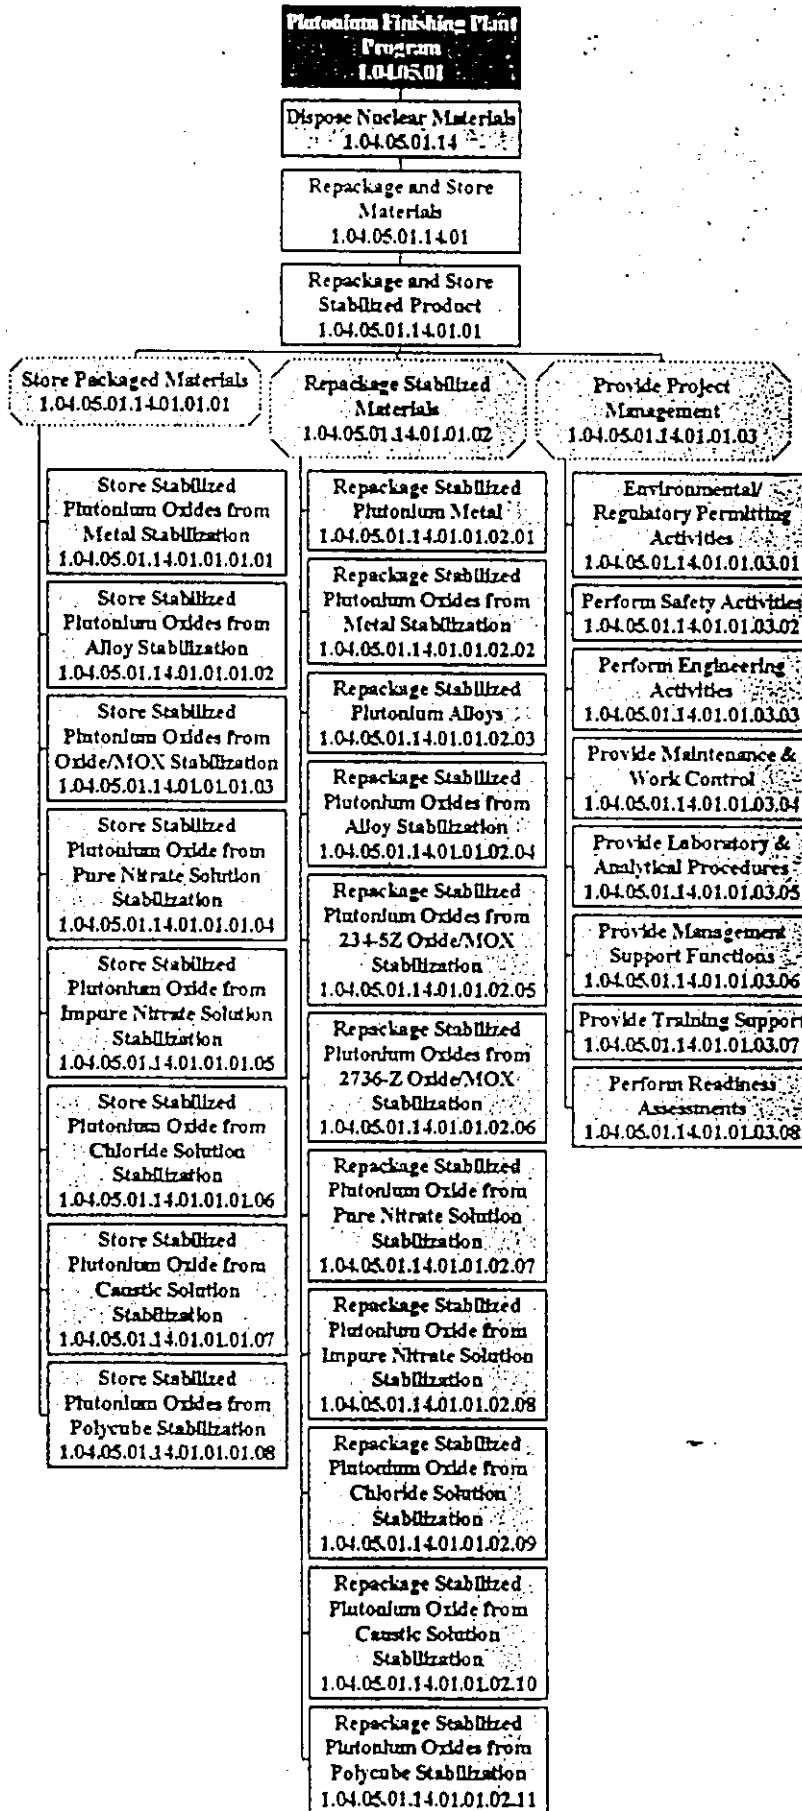 Plutonium Finishing Plant
Program
1.04.05.01
Dispose Nuclear Materials
1.04.05.01.14
Repackage and Store
Materials
1.04.05.01.14.01
Repackage and Store
Stabilized Product
1.04.05.01.14.01.01
Store Packaged Materials
1.04.05.01.14.01.01.01
Store Stabilized
Plutonium Oxides from
Metal Stabilization
1.04.05.01.14.01.01.01.01
Store Stabilized
Plutonium Oxides from
Alloy Stabilization
1.04.05.01.14.01.01.01.02
Store Stabilized
Plutonium Oxides from
Oxide/MOX Stabilization
1.04.05.01.14.01.01.01.03
Store Stabilized
Plutonium Oxide from
Pure Nitrate Solution
Stabilization
1.04.05.01.14.01.01.01.04
Store Stabilized
Plutonium Oxide from
Impure Nitrate Solution
Stabilization
1.04.05.01.14.01.01.01.05
Store Stabilized
Plutonium Oxide from
Chloride Solution
Stabilization
1.04.05.01.14.01.01.01.06
Store Stabilized
Plutonium Oxide from
Caustic Solution
Stabilization
1.04.05.01.14.01.01.01.07
Store Stabilized
Plutonium Oxides from
Polycube Stabilization
1.04.05.01.14.01.01.01.08
Repackage Stabilized
Materials
1.04.05.01.14.01.01.02
Repackage Stabilized
Plutonium Metal
1.04.05.01.14.01.01.02.01
Repackage Stabilized
Plutonium Oxides from
Metal Stabilization
1.04.05.01.14.01.01.02.02
Repackage Stabilized
Plutonium Alloys
1.04.05.01.14.01.01.02.03
Repackage Stabilized
Plutonium Oxides from
Alloy Stabilization
1.04.05.01.14.01.01.02.04
Repackage Stabilized
Plutonium Oxides from
234-5Z Oxide/MOX
Stabilization
1.04.05.01.14.01.01.02.05
Repackage Stabilized
Plutonium Oxides from
2736-Z Oxide/MOX
Stabilization
1.04.05.01.14.01.01.02.06
Repackage Stabilized
Plutonium Oxide from
Pure Nitrate Solution
Stabilization
1.04.05.01.14.01.01.02.07
Repackage Stabilized
Plutonium Oxide from
Impure Nitrate Solution
Stabilization
1.04.05.01.14.01.01.02.08
Repackage Stabilized
Plutonium Oxide from
Chloride Solution
Stabilization
1.04.05.01.14.01.01.02.09
Repackage Stabilized
Plutonium Oxide from
Caustic Solution
Stabilization
1.04.05.01.14.01.01.02.10
Repackage Stabilized
Plutonium Oxides from
Polycube Stabilization
1.04.05.01.14.01.01.02.11
Provide Project
Management
1.04.05.01.14.01.01.03
Environmental/
Regulatory Permitting
Activities
1.04.05.01.14.01.01.03.01
Perform Safety Activities
1.04.05.01.14.01.01.03.02
Perform Engineering
Activities
1.04.05.01.14.01.01.03.03
Provide Maintenance &
Work Control
1.04.05.01.14.01.01.03.04
Provide Laboratory &
Analytical Procedures
1.04.05.01.14.01.01.03.05
Provide Management
Support Functions
1.04.05.01.14.01.01.03.06
Provide Training Support
1.04.05.01.14.01.01.03.07
Perform Readiness
Assessments
1.04.05.01.14.01.01.03.08